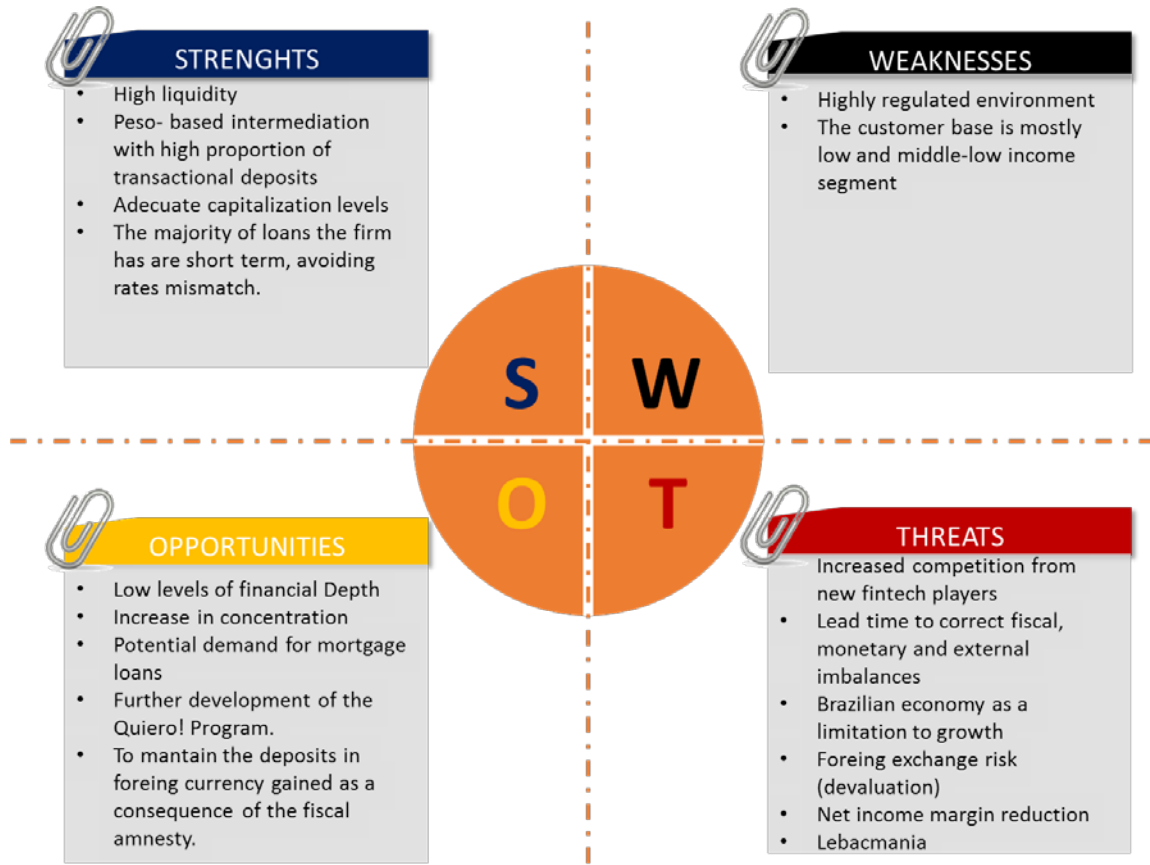 STRENGHTS
• High liquidity
• Peso- based intermediation
with high proportion of
transactional deposits
• Adecuate capitalization levels
• The majority of loans the firm
has are short term, avoiding
rates mismatch.
WEAKNESSES
• Highly regulated environment
• The customer base is mostly
low and middle-low income
segment
S
W
O
T
OPPORTUNITIES
• Low levels of financial Depth
• Increase in concentration
• Potential demand for mortgage
loans
• Further development of the
Quiero! Program.
• To mantain the deposits in
foreing currency gained as a
consequence of the fiscal
amnesty.
THREATS
Increased competition from
new fintech players
• Lead time to correct fiscal,
monetary and external
imbalances
• Brazilian economy as a
limitation to growth
• Foreing exchange risk
(devaluation)
• Net income margin reduction
• Lebacmania